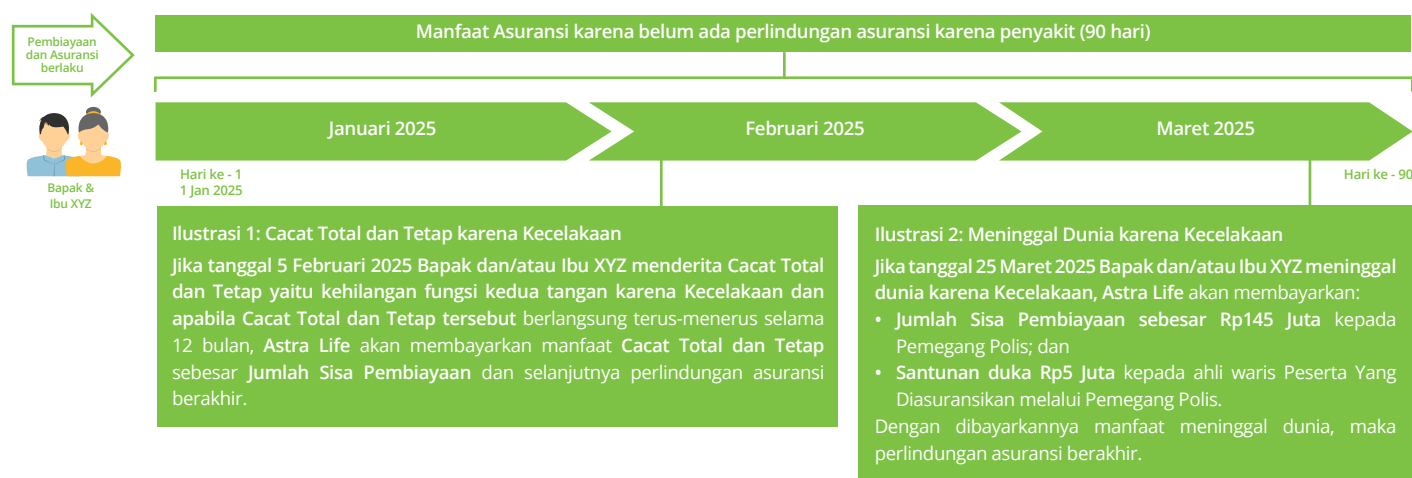 Pembiayaan
dan Asuransi
berlaku
Manfaat Asuransi karena belum ada perlindungan asuransi karena penyakit (90 hari)
Januari 2025
Februari 2025
Maret 2025
Bapak &
Ibu XYZ
Hari ke - 1
1 Jan 2025
Hari ke - 90
Ilustrasi 1: Cacat Total dan Tetap karena Kecelakaan
Jika tanggal 5 Februari 2025 Bapak dan/atau Ibu XYZ menderita Cacat Total
dan Tetap yaitu kehilangan fungsi kedua tangan karena Kecelakaan dan
apabila Cacat Total dan Tetap tersebut berlangsung terus-menerus selama
12 bulan, Astra Life akan membayarkan manfaat Cacat Total dan Tetap
sebesar Jumlah Sisa Pembiayaan dan selanjutnya perlindungan asuransi
berakhir.
Ilustrasi 2: Meninggal Dunia karena Kecelakaan
Jika tanggal 25 Maret 2025 Bapak dan/atau Ibu XYZ meninggal
dunia karena Kecelakaan, Astra Life akan membayarkan:
• Jumlah Sisa Pembiayaan sebesar Rp145 Juta kepada
Pemegang Polis; dan
• Santunan duka Rp5 Juta kepada ahli waris Peserta Yang
Diasuransikan melalui Pemegang Polis.
Dengan dibayarkannya manfaat meninggal dunia, maka
perlindungan asuransi berakhir.